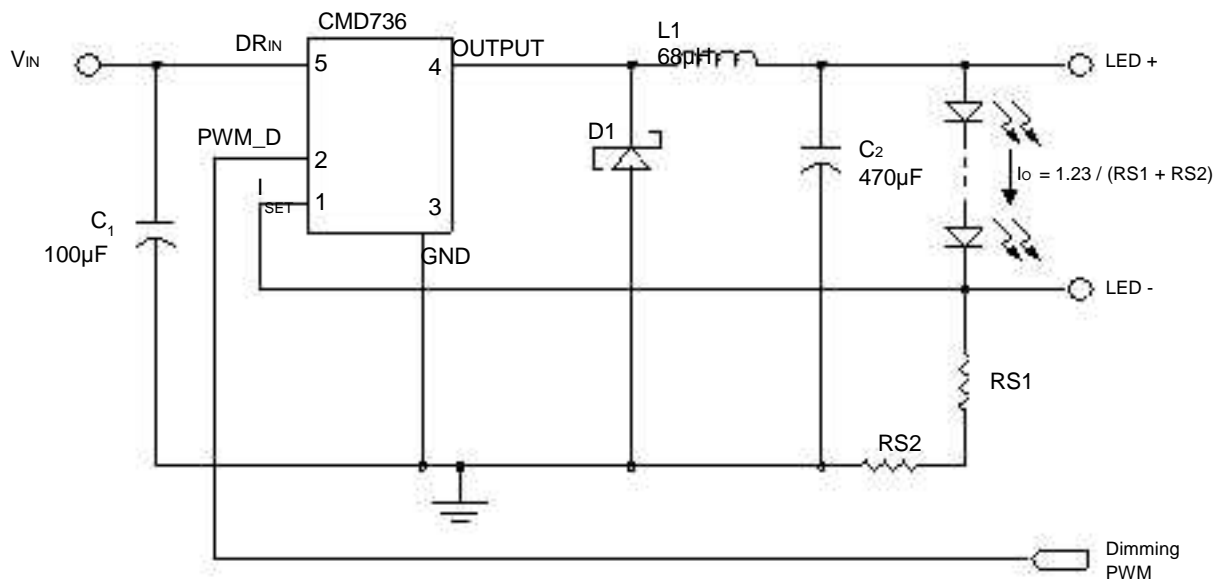 CMD736
L1
68µH
VIN
DRIN
OUTPUT
LED +
5
4
PWM_D
D1
2
C2
470µF
IO = 1.23 / (RS1 + RS2)
ISET
1
3
C1
100µF
GND
LED -
RS1
RS2
Dimming
PWM